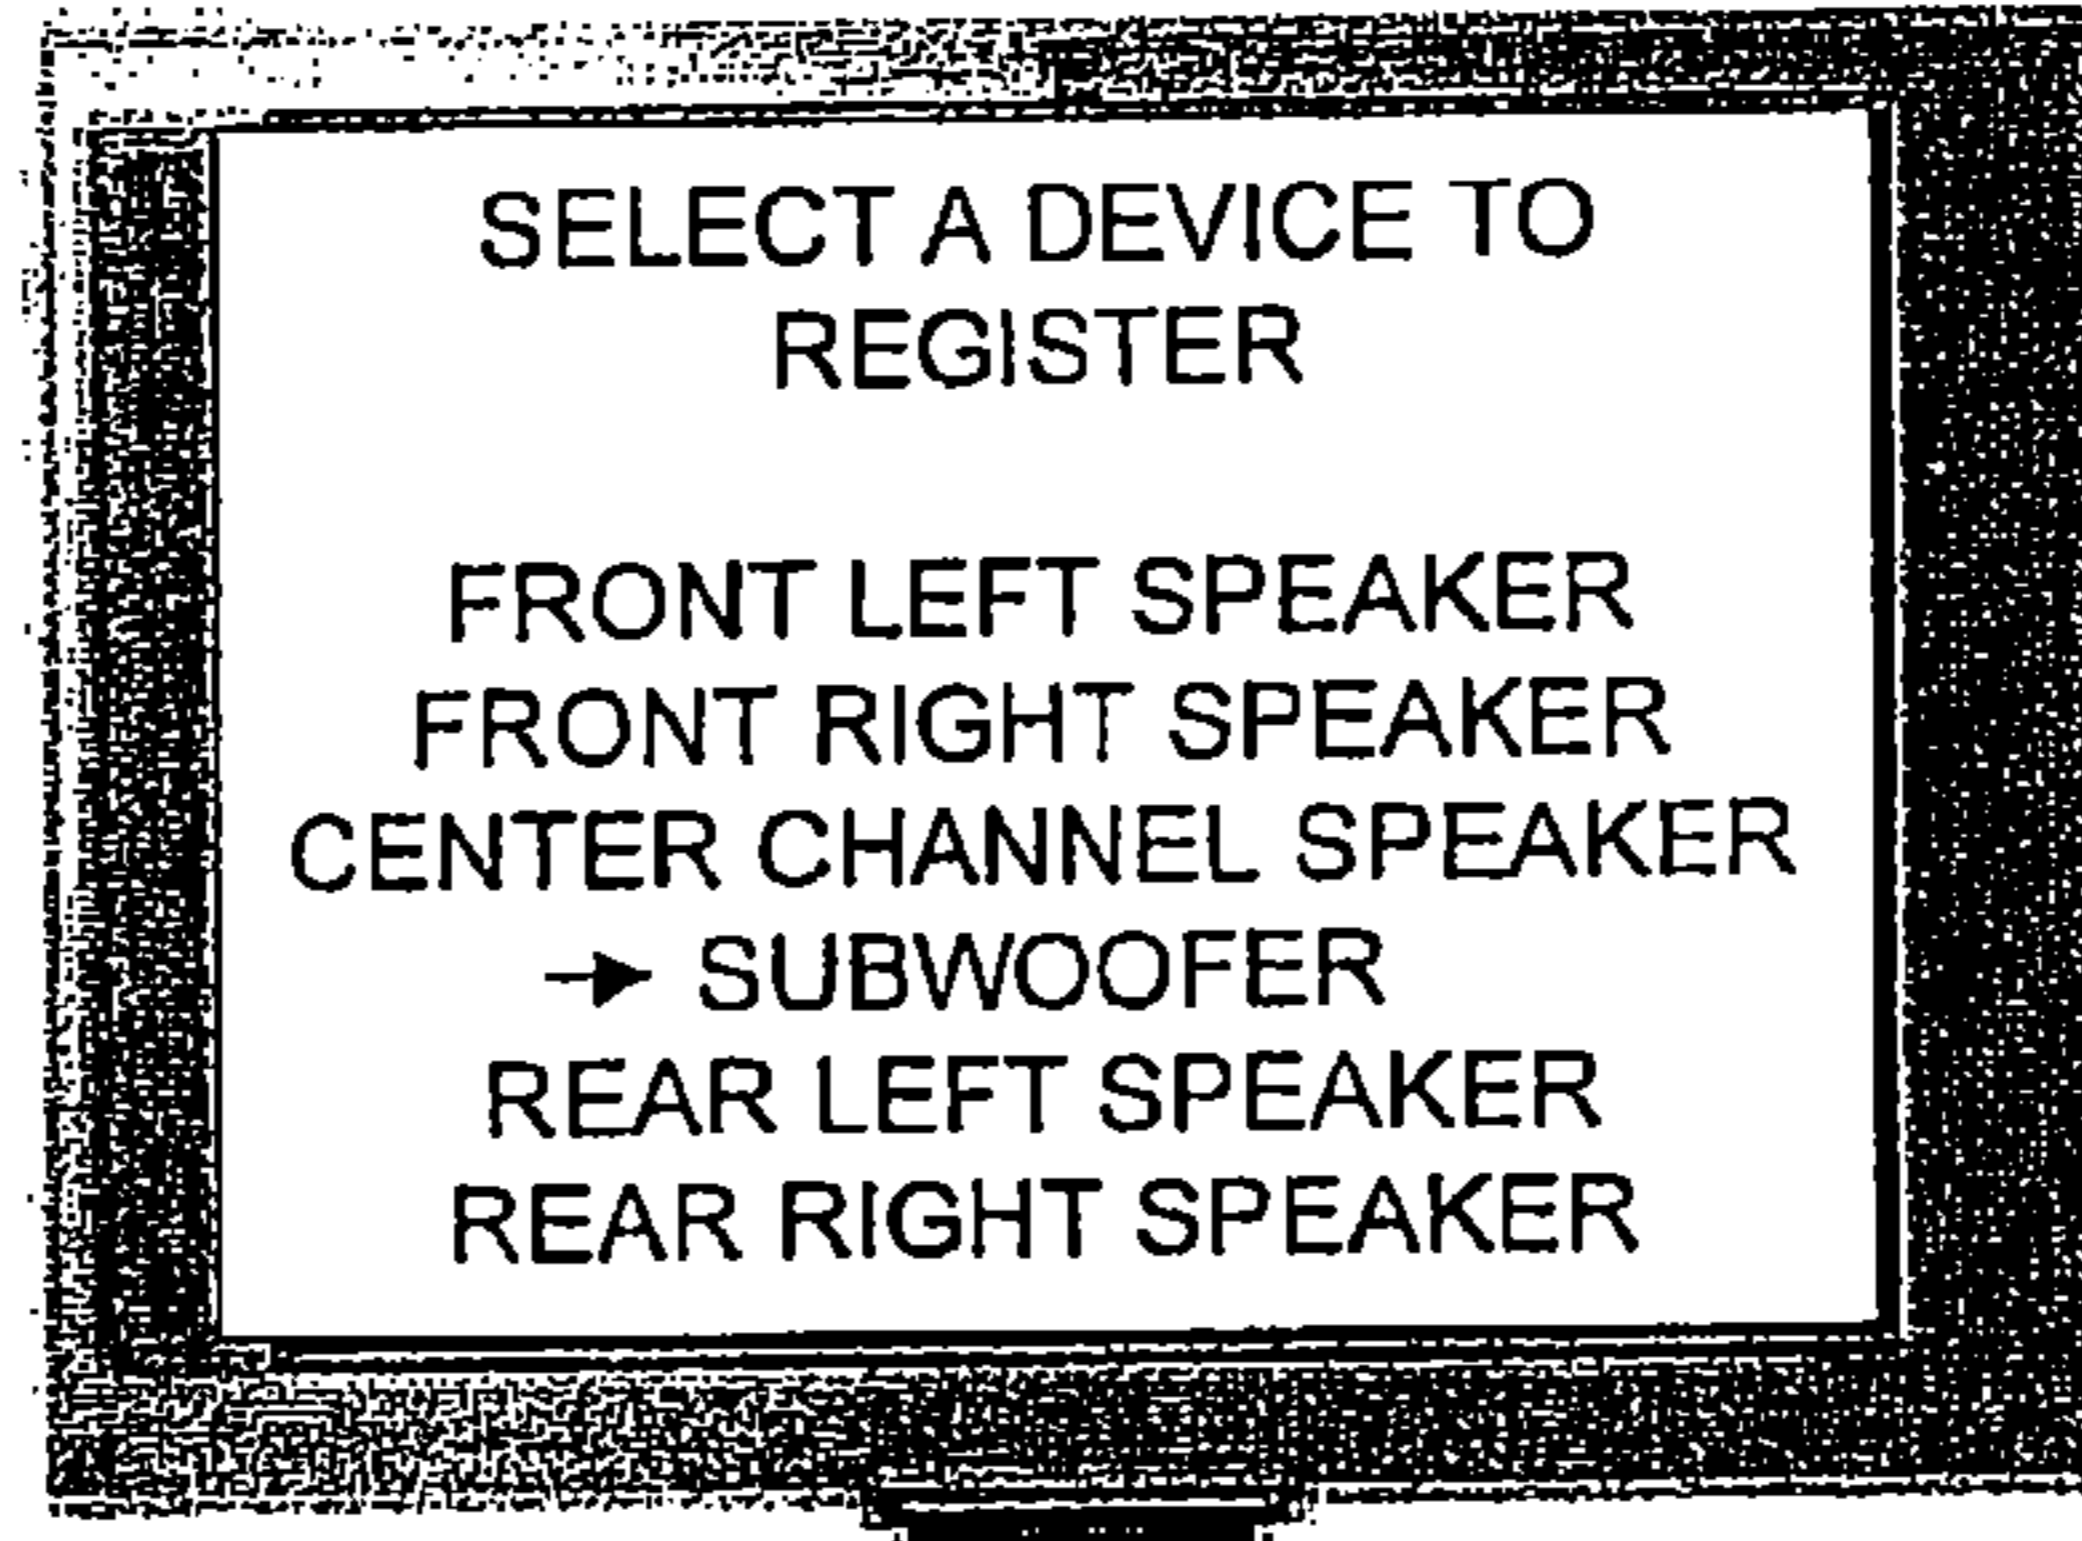 SELECT A DEVICE TO
REGISTER
FRONT LEFT SPEAKER
FRONT RIGHT SPEAKER
CENTER CHANNEL SPEAKER
→ SUBWOOFER
REAR LEFT SPEAKER
REAR RIGHT SPEAKER